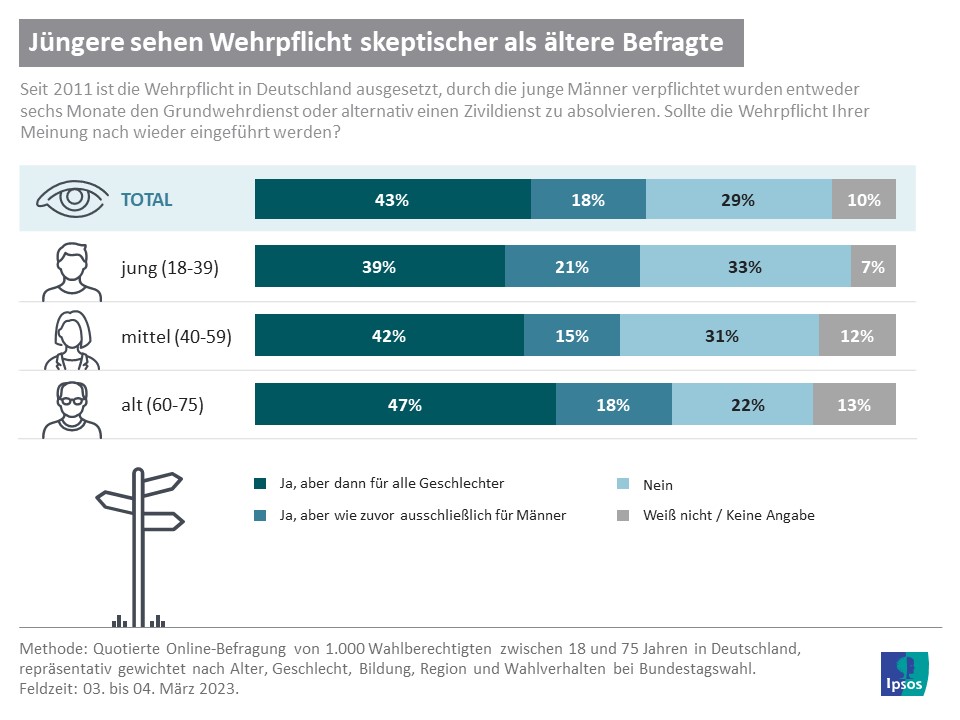 Jüngere sehen Wehrpflicht skeptischer als ältere Befragte
Seit 2011 ist die Wehrpflicht in Deutschland ausgesetzt, durch die junge Männer verpflichtet wurden entweder
sechs Monate den Grundwehrdienst oder alternativ einen Zivildienst zu absolvieren. Sollte die Wehrpflicht Ihrer
Meinung nach wieder eingeführt werden?
TOTAL 43% 18% 29% 10%
jung (18-39) 39% 21% 33% 7%
mittel (40-59) 42% 15% 31% 12%
alt (60-75) 47% 18% 22% 13%
Ja, aber dann für alle Geschlechter
Nein
Ja, aber wie zuvor ausschließlich für Männer
Weiß nicht / Keine Angabe
Methode: Quotierte Online-Befragung von 1.000 Wahlberechtigten zwischen 18 und 75 Jahren in Deutschland,
repräsentativ gewichtet nach Alter, Geschlecht, Bildung, Region und Wahlverhalten bei Bundestagswahl.
Feldzeit: 03. bis 04. März 2023.
Ipsos